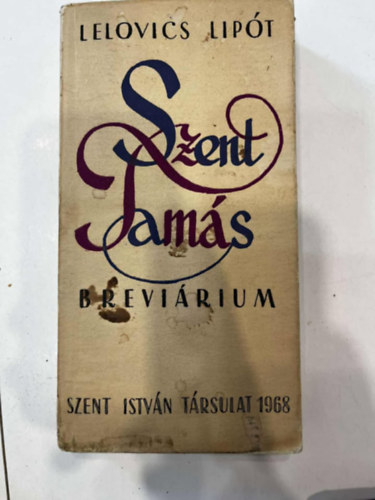 LELOVICS LIPÓT
Szent
Tamás
BREVIÁRIUM
SZENT ISTVÁN TÁRSULAT 1968